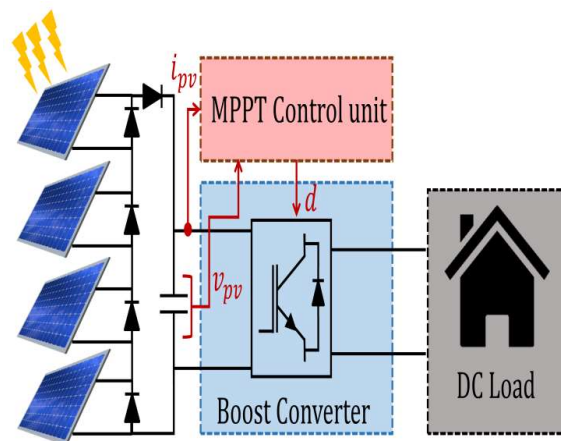 i_pv
MPPT Control unit
d
v_pv
Boost Converter
DC Load